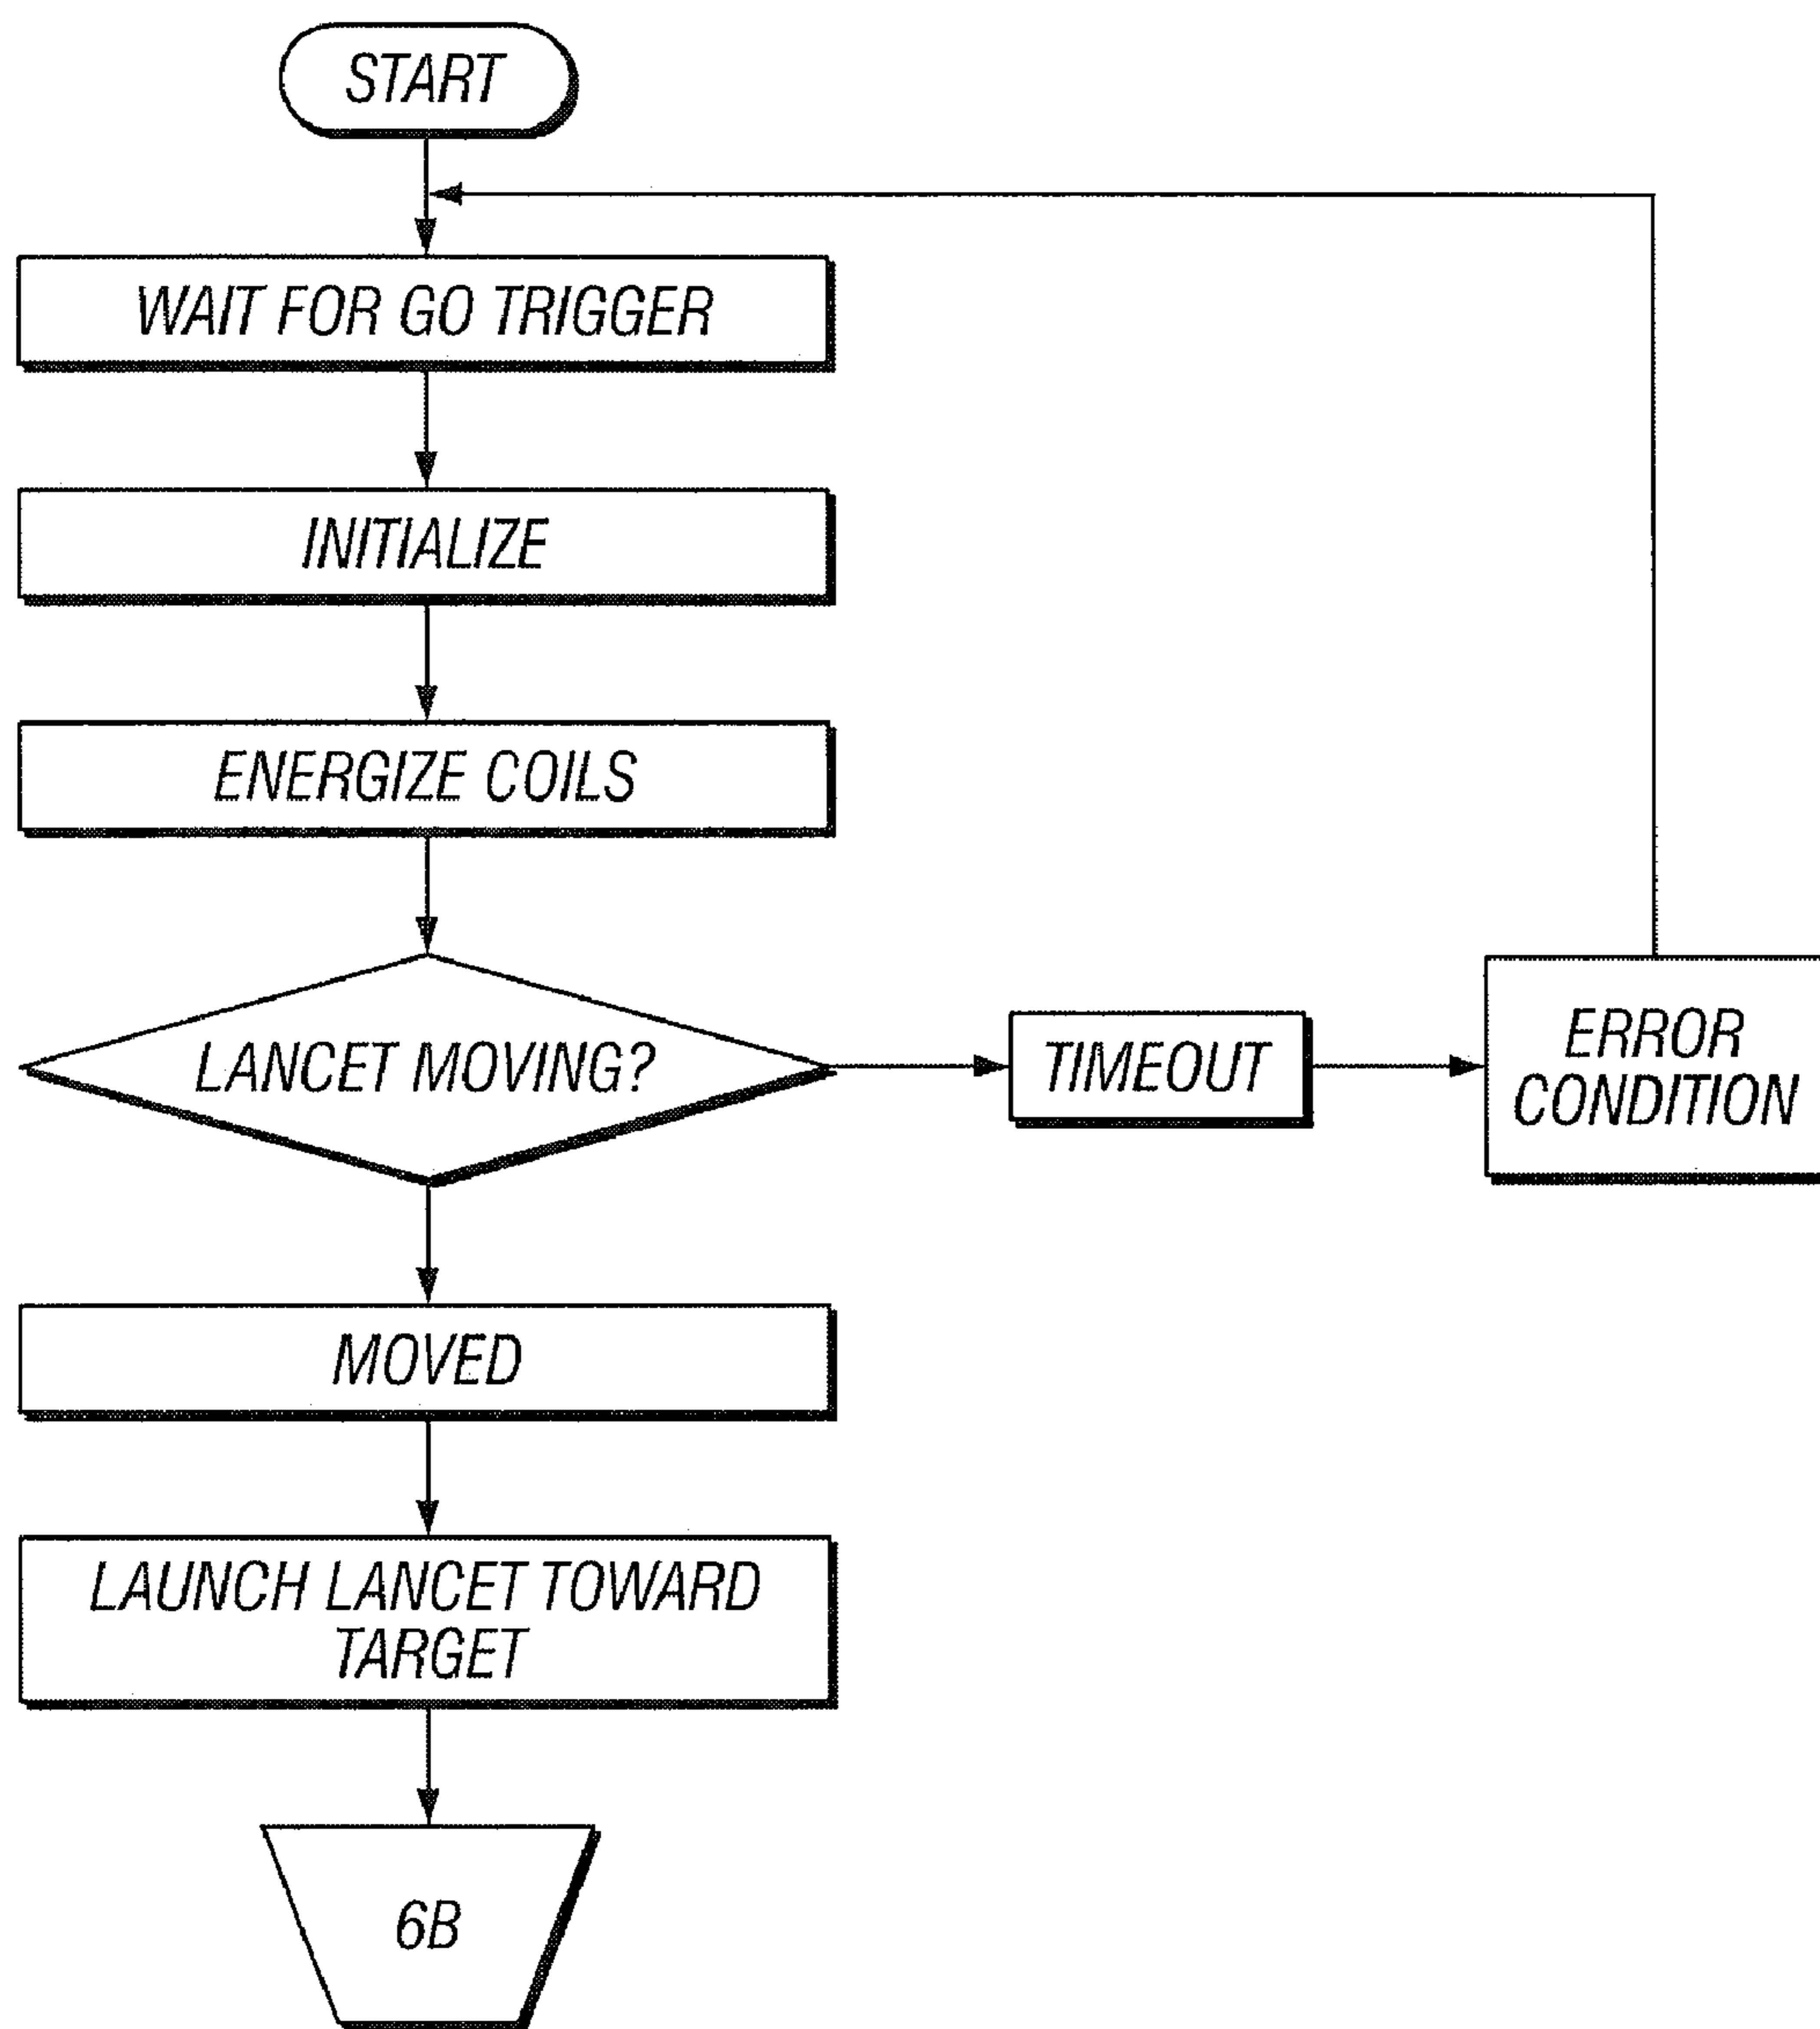 START
WAIT FOR GO TRIGGER
INITIALIZE
ENERGIZE COILS
LANCET MOVING?
TIMEOUT
ERROR
CONDITION
MOVED
LAUNCH LANCET TOWARD
TARGET
6B